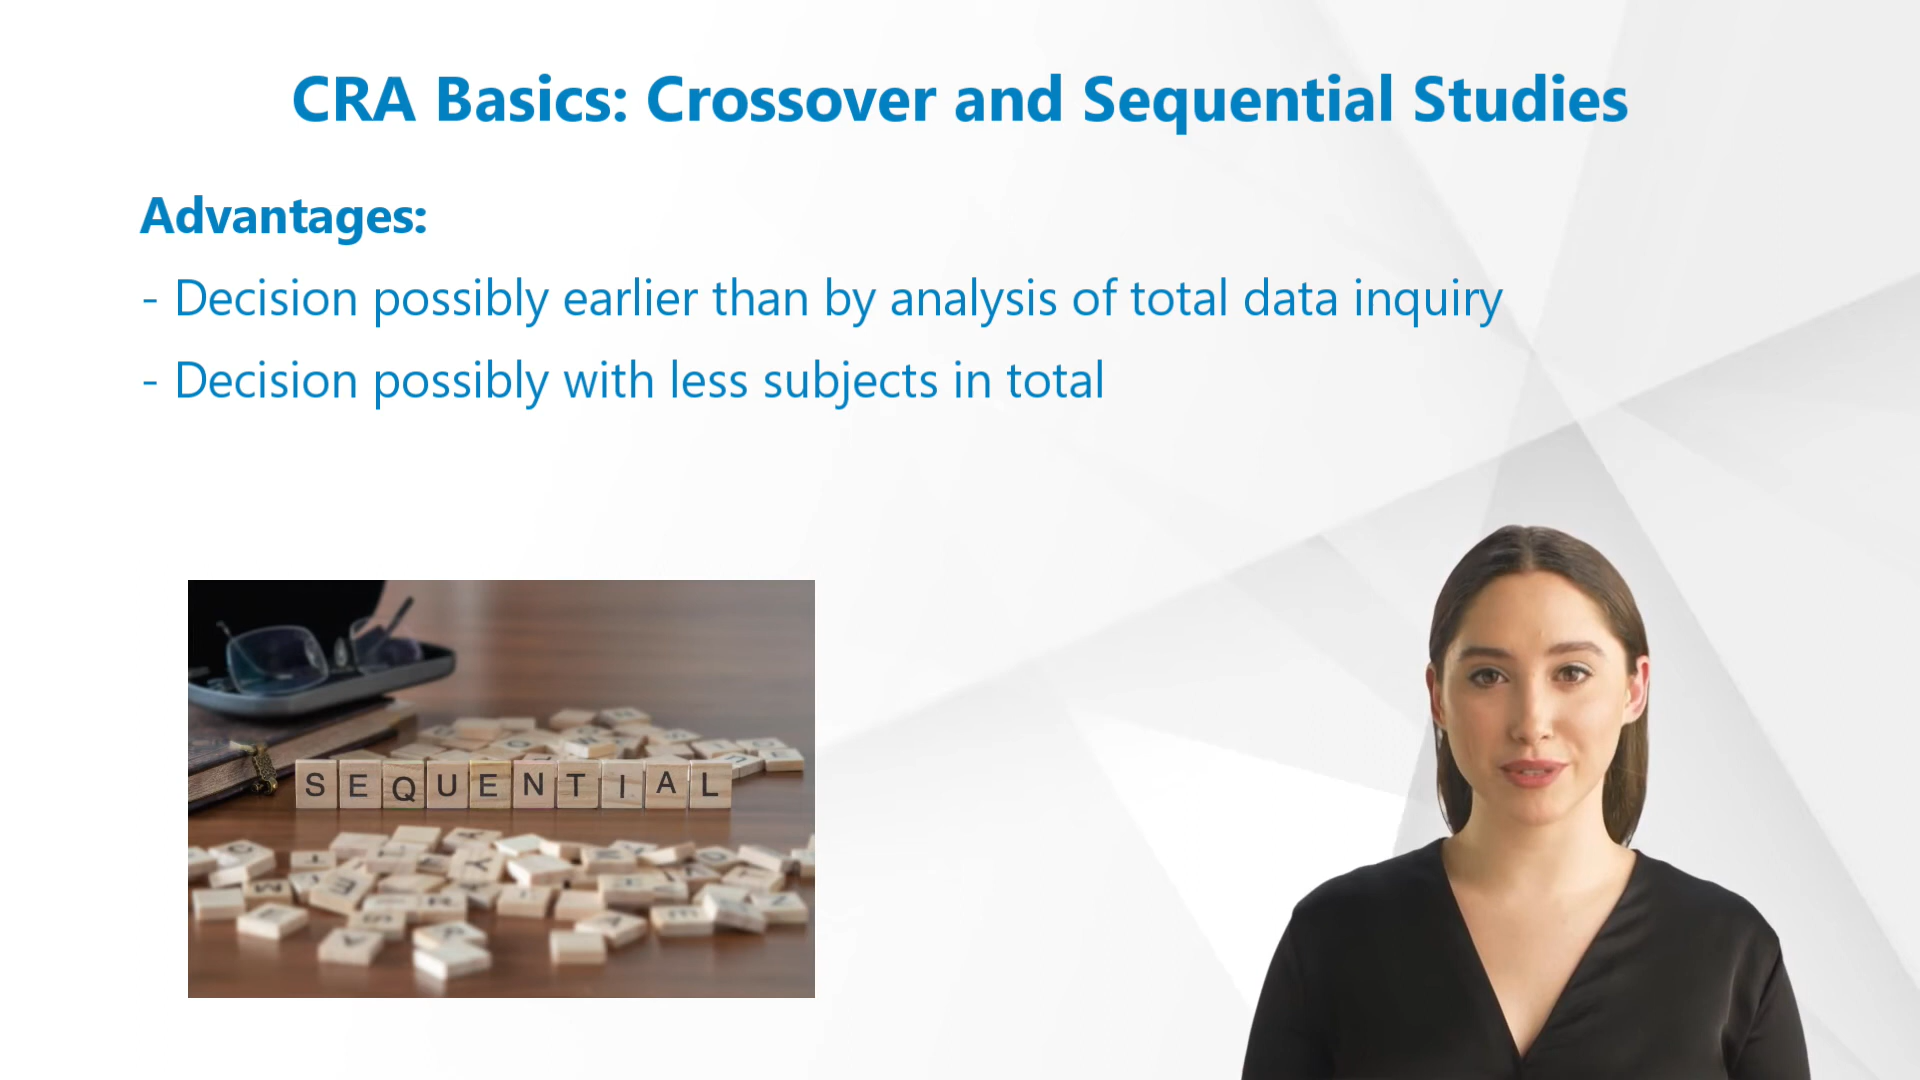 CRA Basics: Crossover and Sequential Studies
Advantages:
- Decision possibly earlier than by analysis of total data inquiry
- Decision possibly with less subjects in total
SEQUENTIAL